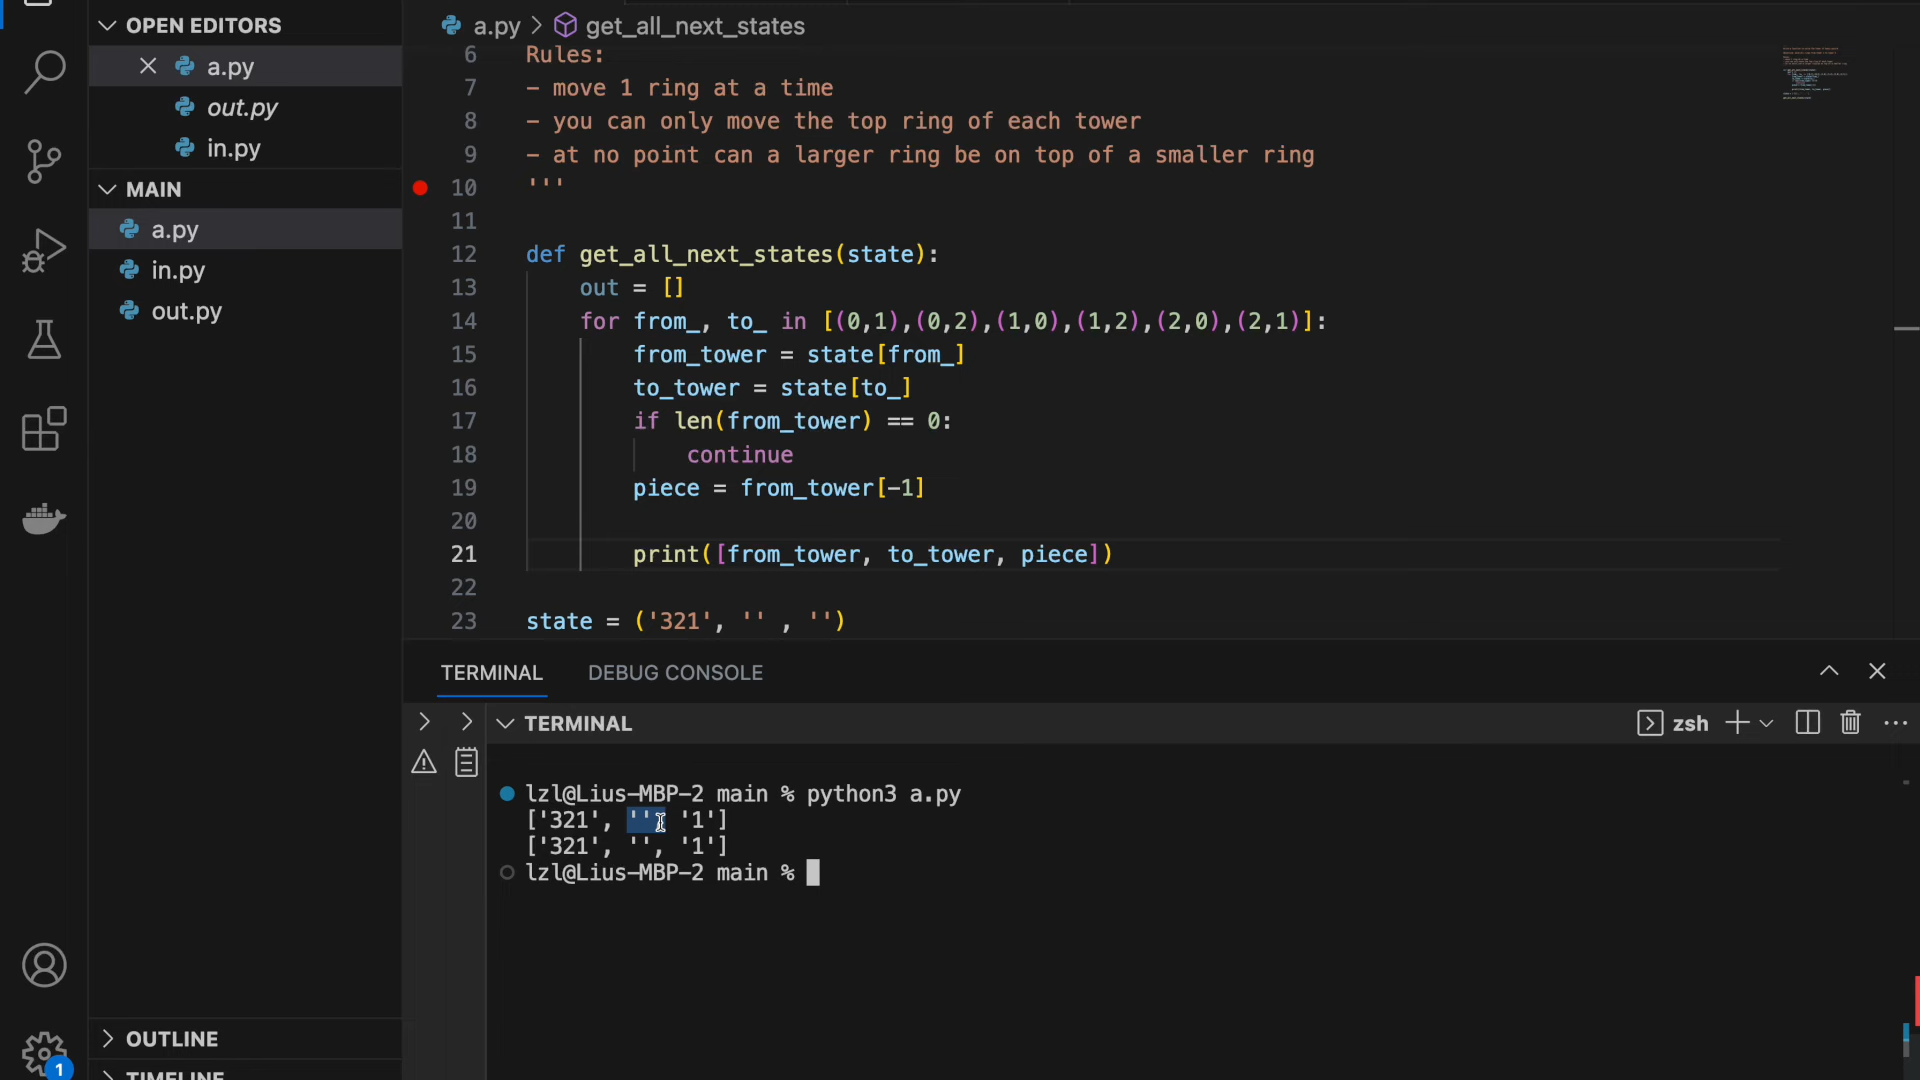 OPEN EDITORS
a.py
out.py
in.py
MAIN
a.py
in.py
out.py
OUTLINE
TIMELINE
1
a.py > get_all_next_states
6 Rules:
7 - move 1 ring at a time
8 - you can only move the top ring of each tower
9 - at no point can a larger ring be on top of a smaller ring
10 '''
11
12 def get_all_next_states(state):
13 out = []
14 for from_, to_ in [(0,1),(0,2),(1,0),(1,2),(2,0),(2,1)]:
15 from_tower = state[from_]
16 to_tower = state[to_]
17 if len(from_tower) == 0:
18 continue
19 piece = from_tower[-1]
20
21 print([from_tower, to_tower, piece])
22
23 state = ('321', '' , '')
TERMINAL DEBUG CONSOLE
TERMINAL
zsh
lzl@Lius-MBP-2 main % python3 a.py
['321', '', '1']
['321', '', '1']
lzl@Lius-MBP-2 main %